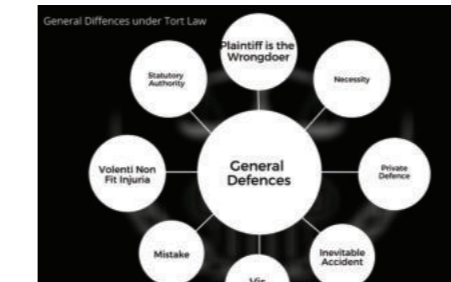 General Diffences under Tort Law
Plaintiff is the
Wrongdoer
Statutory
Authority
Necessity
Volenti Non
Fit Injuria
General
Defences
Private
Defence
Mistake
Inevitable
Accident
Vis